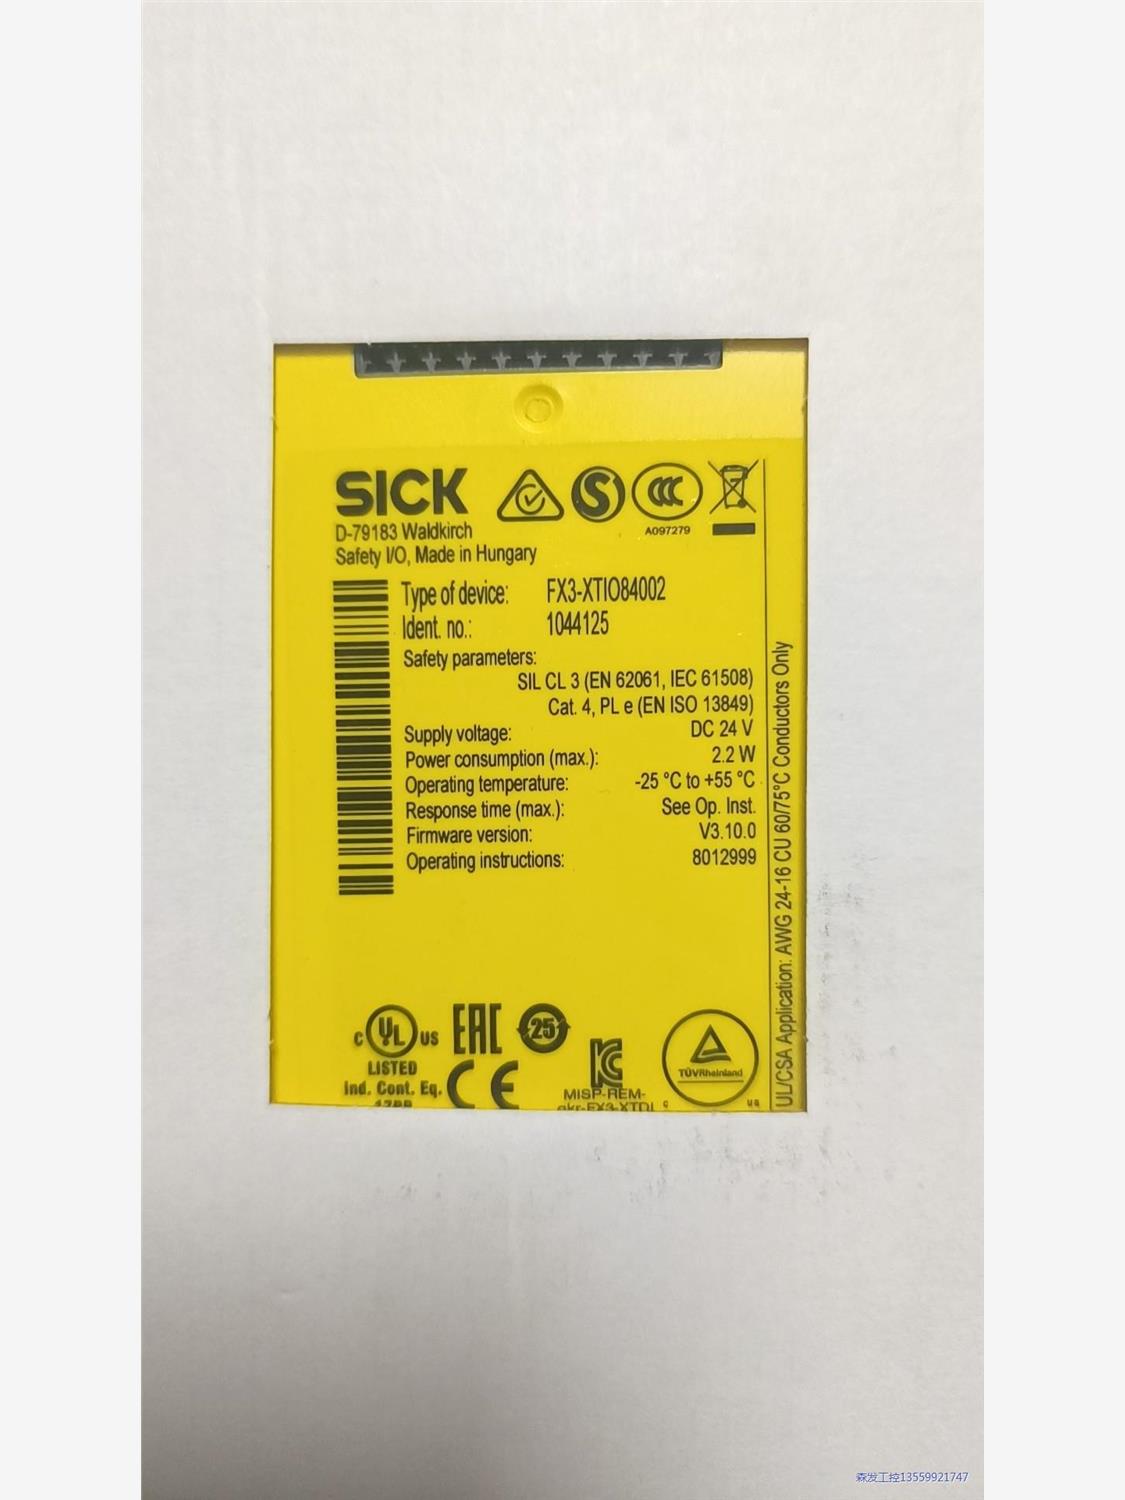 SICK
A097279
D-79183 Waldkirch
Safety I/O, Made in Hungary
Type of device: FX3-XTIO84002
Ident. no.: 1044125
Safety parameters:
SIL CL 3 (EN 62061, IEC 61508)
Cat. 4, PL e (EN ISO 13849)
Supply voltage: DC 24 V
Power consumption (max.): 2.2 W
Operating temperature: -25 °C to +55 °C
Response time (max.): See Op. Inst.
Firmware version: V3.10.0
Operating instructions: 8012999
UL/CSA Application: AWG 24-16 CU 60/75°C Conductors Only
C UL US
LISTED
Ind. Cont. Eq.
EAC
25
CE
MISP-REM-
TÜVRheinland
c us
森发工控13559921747